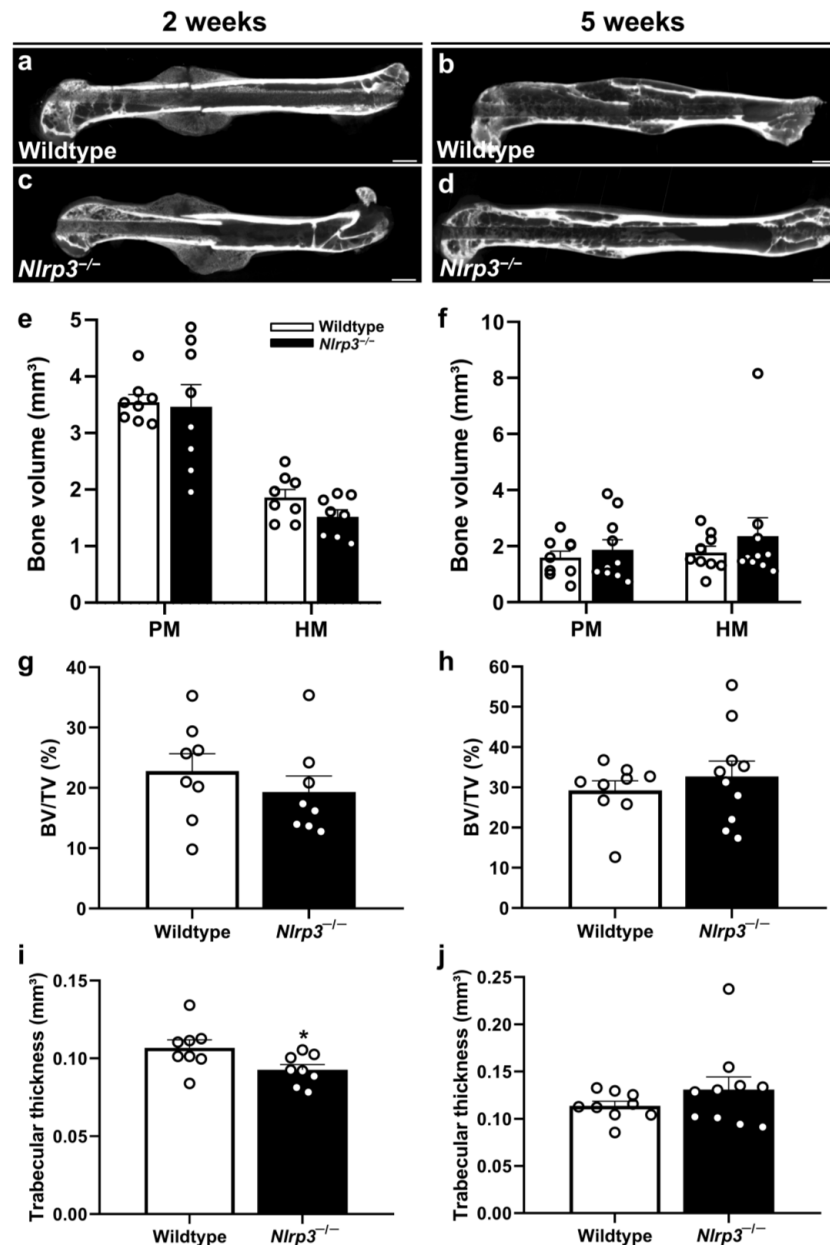 2 weeks
5 weeks
a
Wildtype
b
Wildtype
c
Nlrp3⁻/⁻
d
Nlrp3⁻/⁻
e
Bone volume (mm³)
5
4
3
2
1
0
PM
HM
Wildtype
Nlrp3⁻/⁻
f
Bone volume (mm³)
10
8
6
4
2
0
PM
HM
g
BV/TV (%)
40
30
20
10
0
Wildtype
Nlrp3⁻/⁻
h
BV/TV (%)
60
50
40
30
20
10
0
Wildtype
Nlrp3⁻/⁻
i
Trabecular thickness (mm³)
0.15
0.10
0.05
0.00
*
Wildtype
Nlrp3⁻/⁻
j
Trabecular thickness (mm³)
0.25
0.20
0.15
0.10
0.05
0.00
Wildtype
Nlrp3⁻/⁻